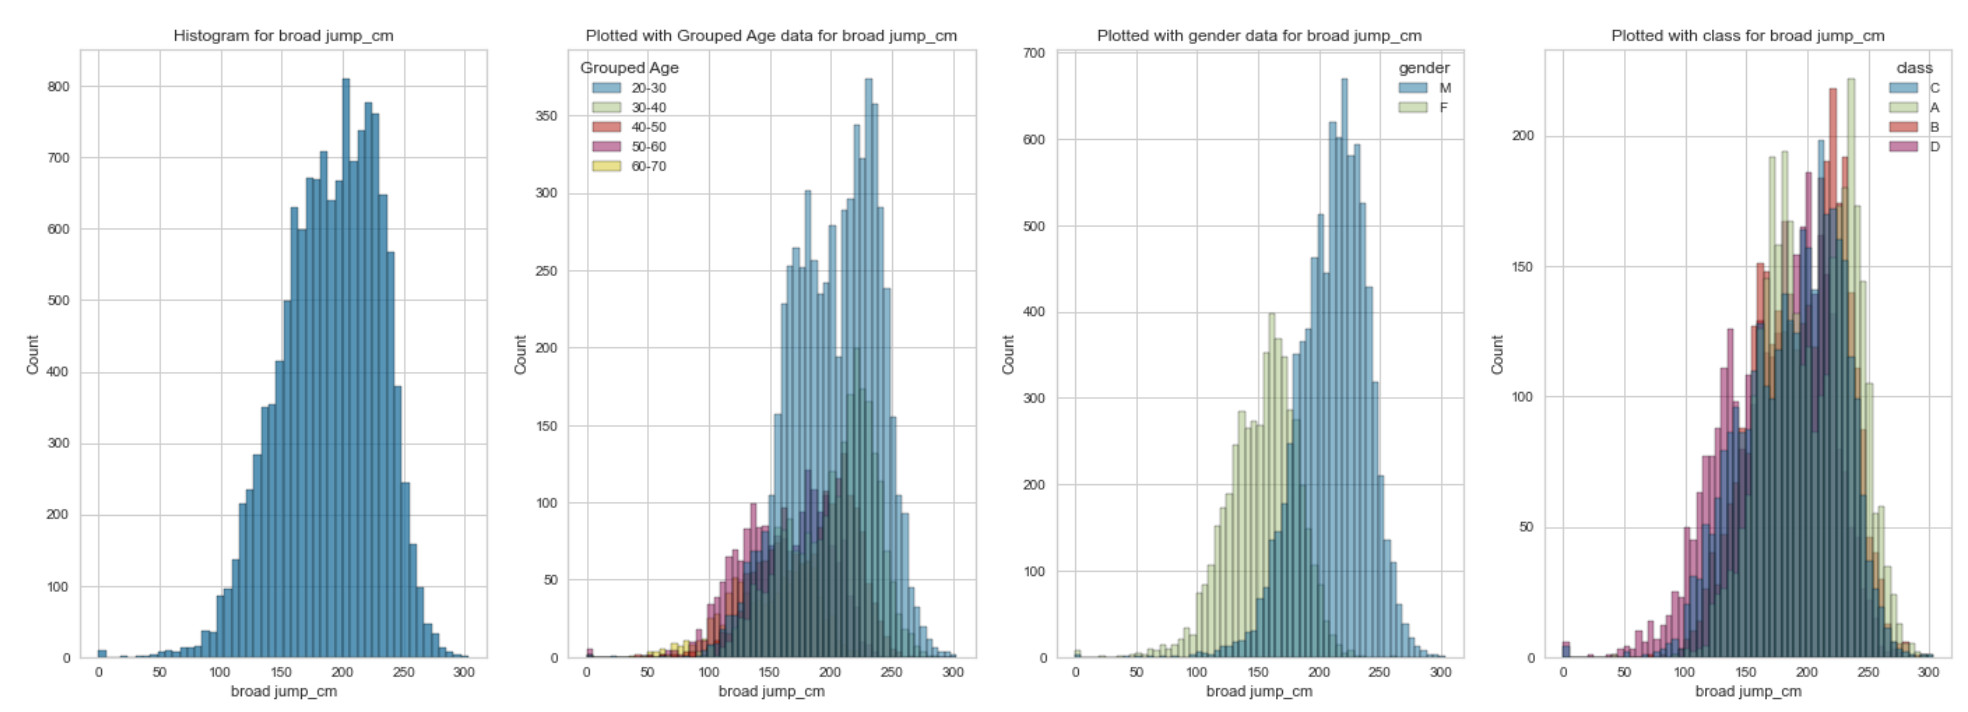 Histogram for broad jump_cm
800
700
600
500
400
300
200
100
0
Count
0 50 100 150 200 250 300
broad jump_cm
Plotted with Grouped Age data for broad jump_cm
Grouped Age
20-30
30-40
40-50
50-60
60-70
350
300
250
200
150
100
50
0
Count
0 50 100 150 200 250 300
broad jump_cm
Plotted with gender data for broad jump_cm
gender
M
F
700
600
500
400
300
200
100
0
Count
0 50 100 150 200 250 300
broad jump_cm
Plotted with class for broad jump_cm
class
C
A
B
D
200
150
100
50
0
Count
0 50 100 150 200 250 300
broad jump_cm